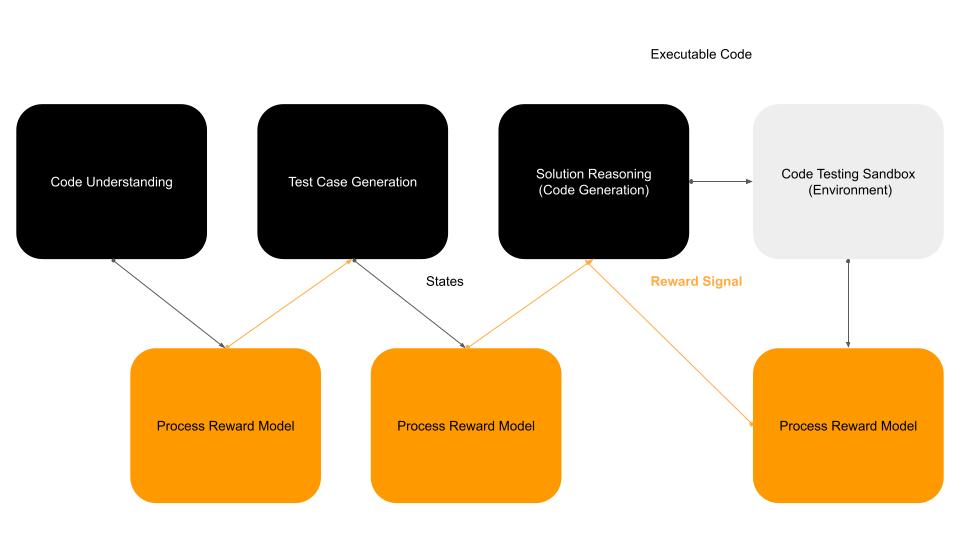 Executable Code
Code Understanding
Test Case Generation
Solution Reasoning
(Code Generation)
Code Testing Sandbox
(Environment)
States
Reward Signal
Process Reward Model
Process Reward Model
Process Reward Model